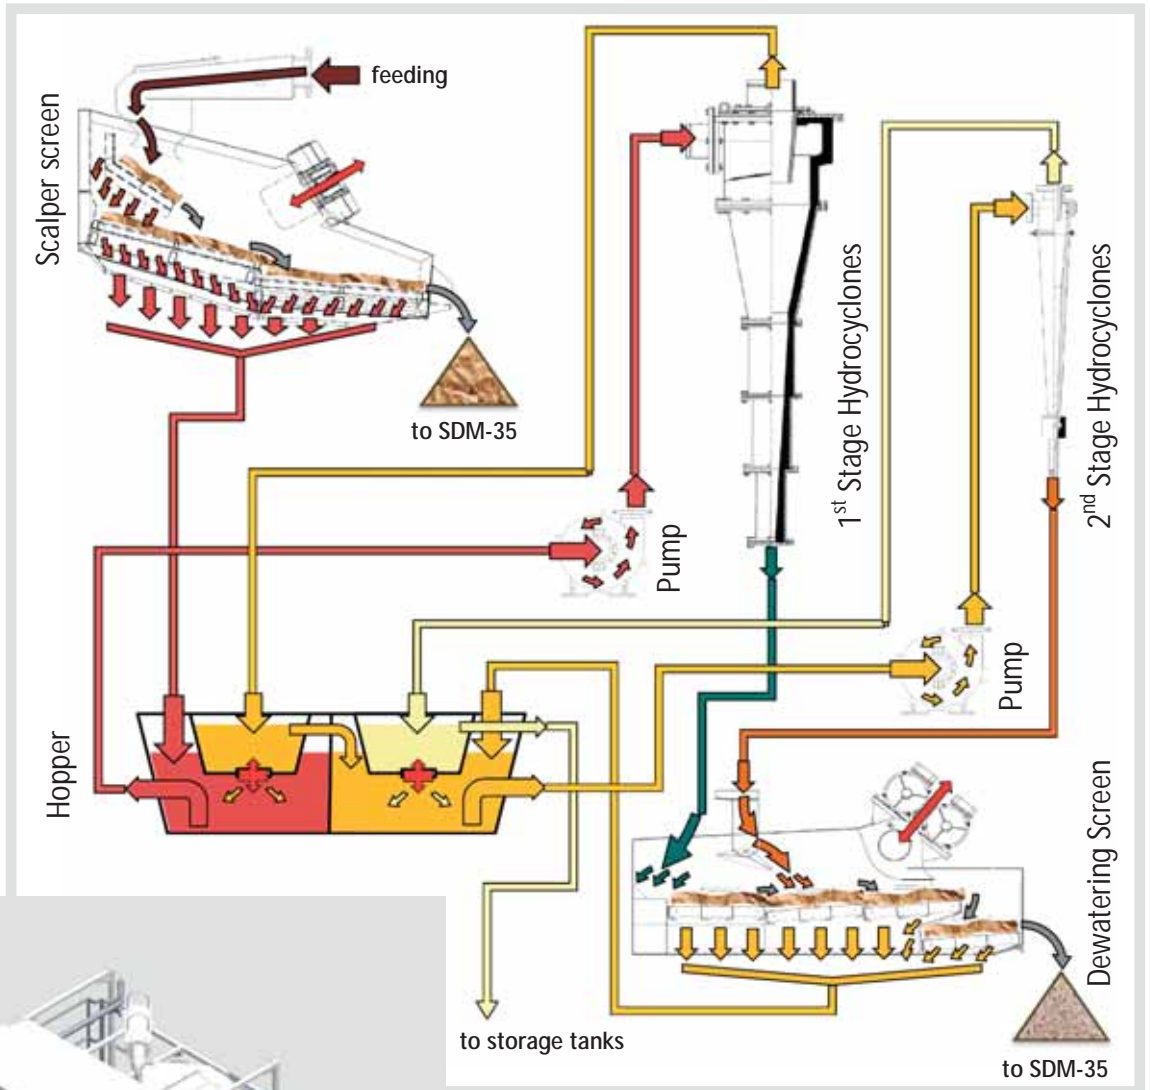 feeding
Scalper screen
to SDM-35
1st Stage Hydrocyclones
2nd Stage Hydrocyclones
Pump
Pump
Hopper
Dewatering Screen
to storage tanks
to SDM-35